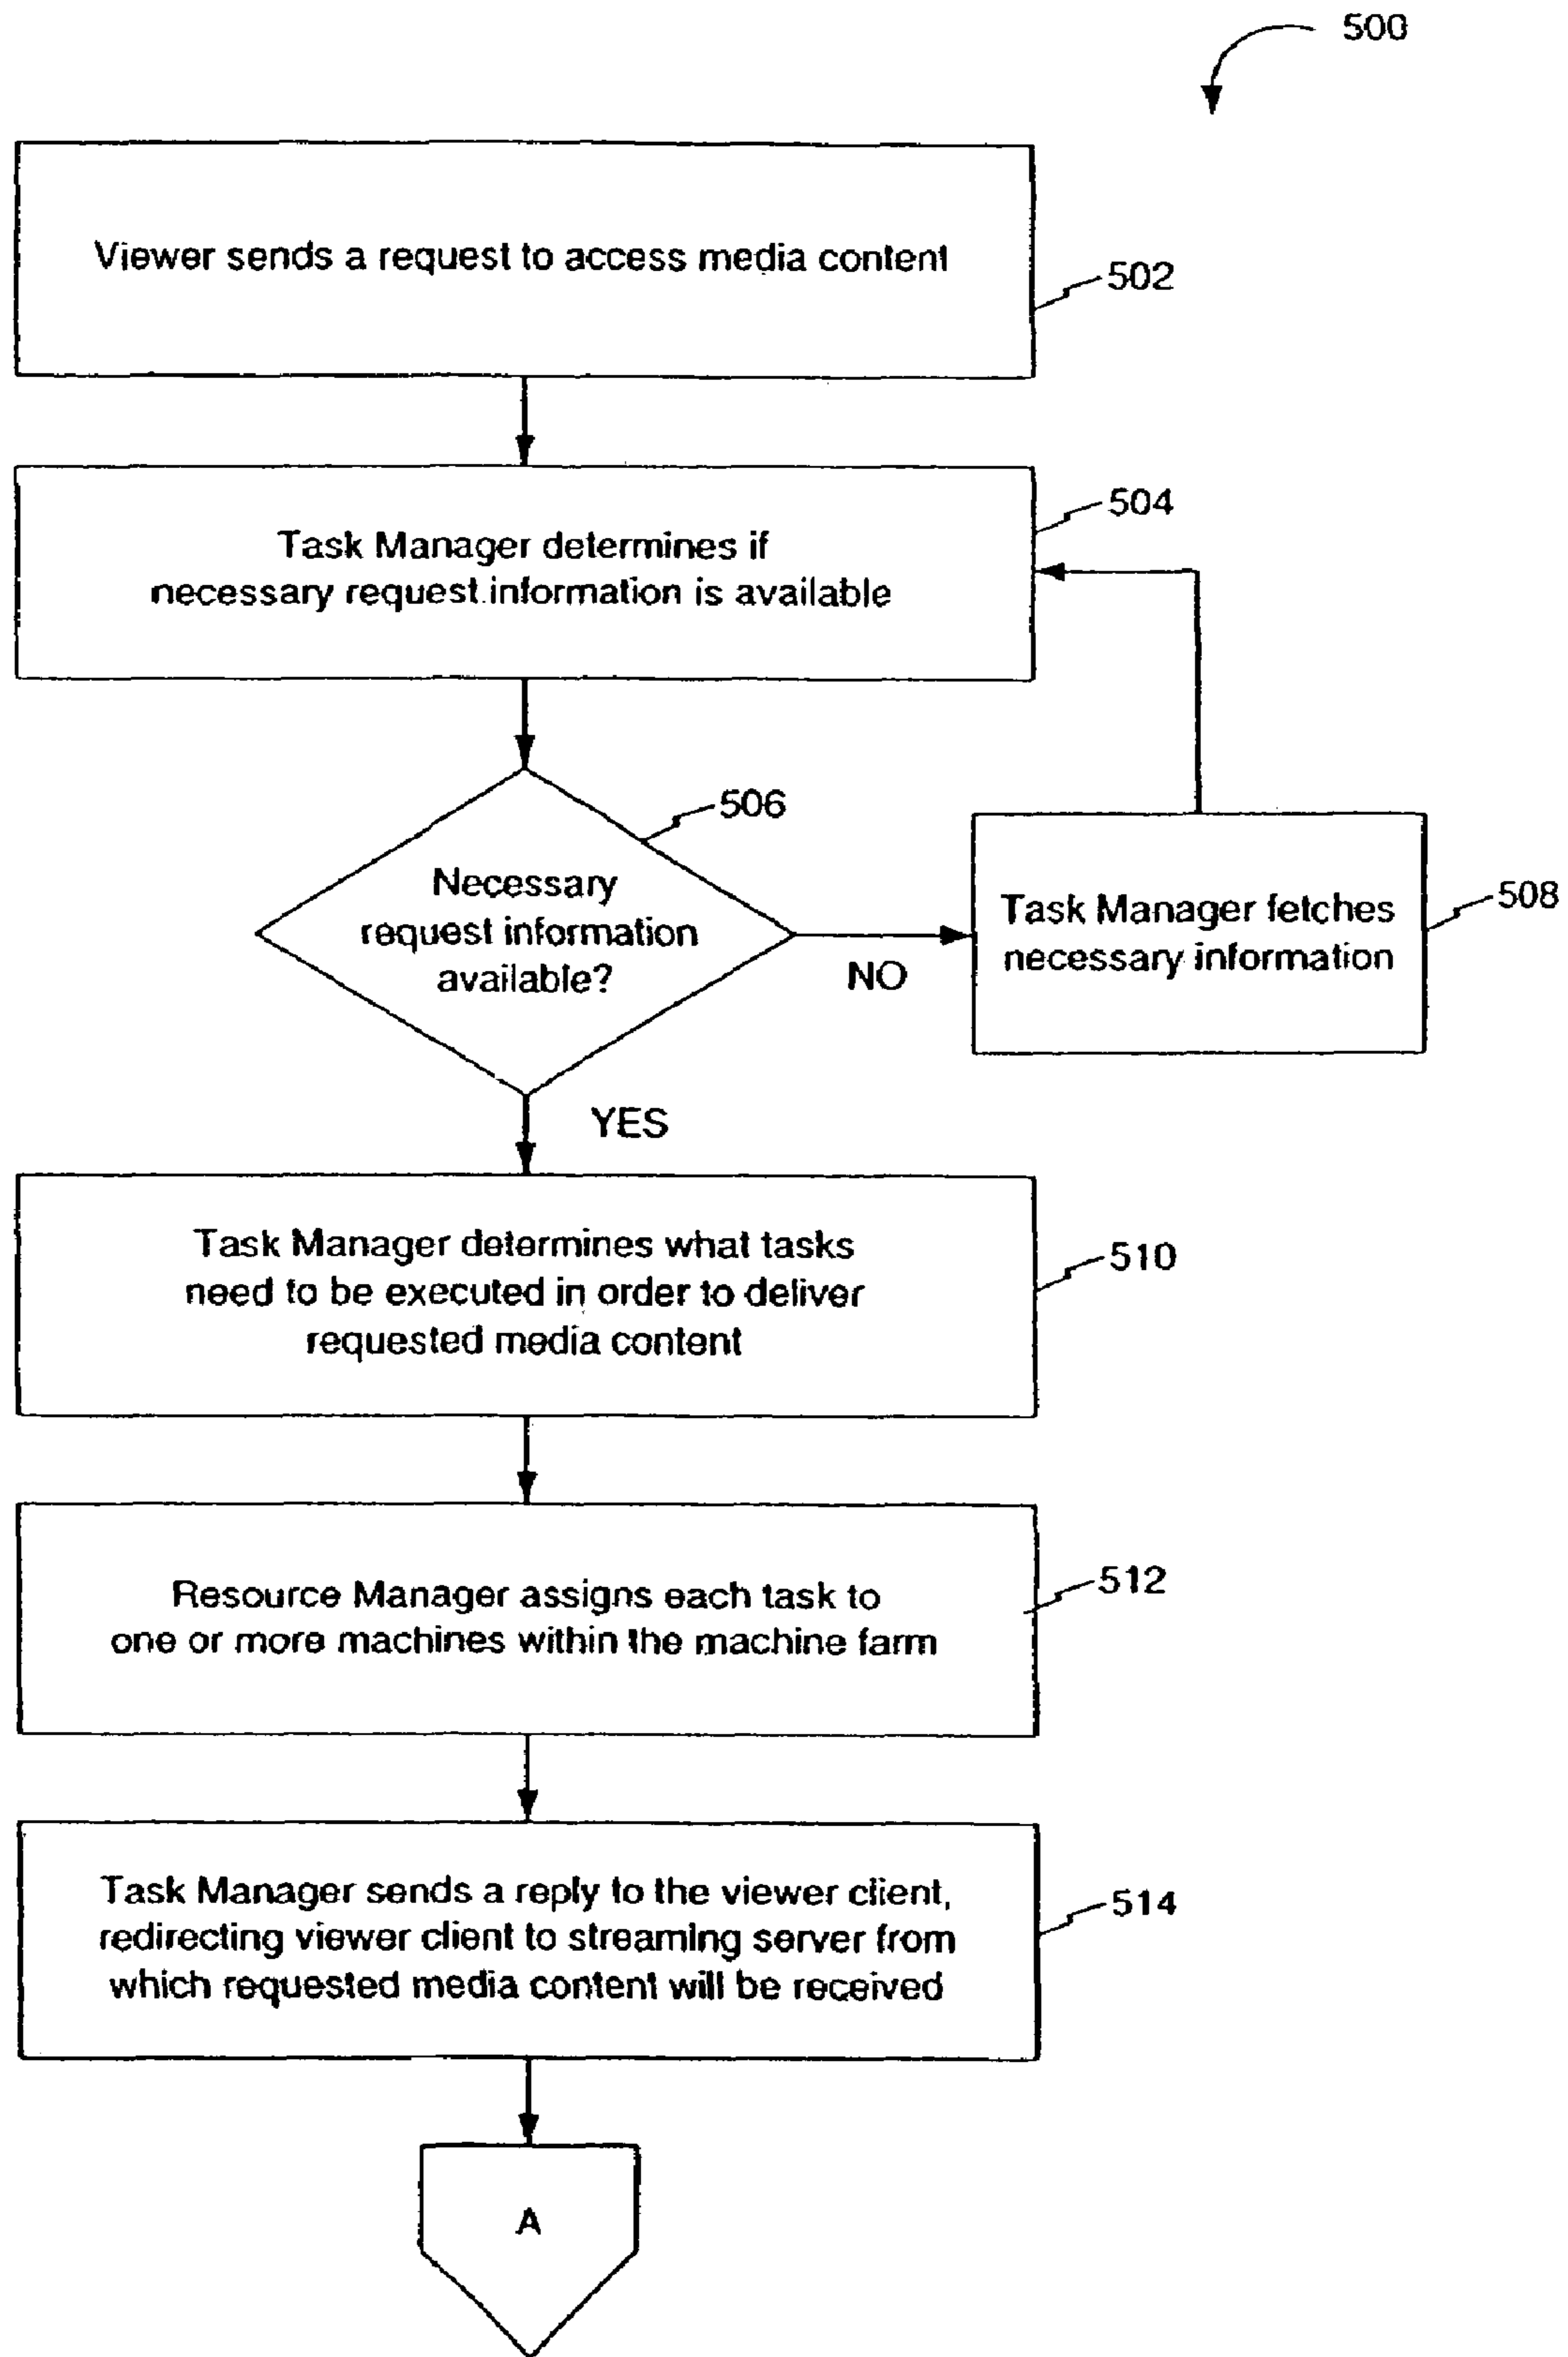 500
Viewer sends a request to access media content
502
Task Manager determines if
necessary request information is available
504
Necessary
request information
available?
506
NO
Task Manager fetches
necessary information
508
YES
Task Manager determines what tasks
need to be executed in order to deliver
requested media content
510
Resource Manager assigns each task to
one or more machines within the machine farm
512
Task Manager sends a reply to the viewer client,
redirecting viewer client to streaming server from
which requested media content will be received
514
A